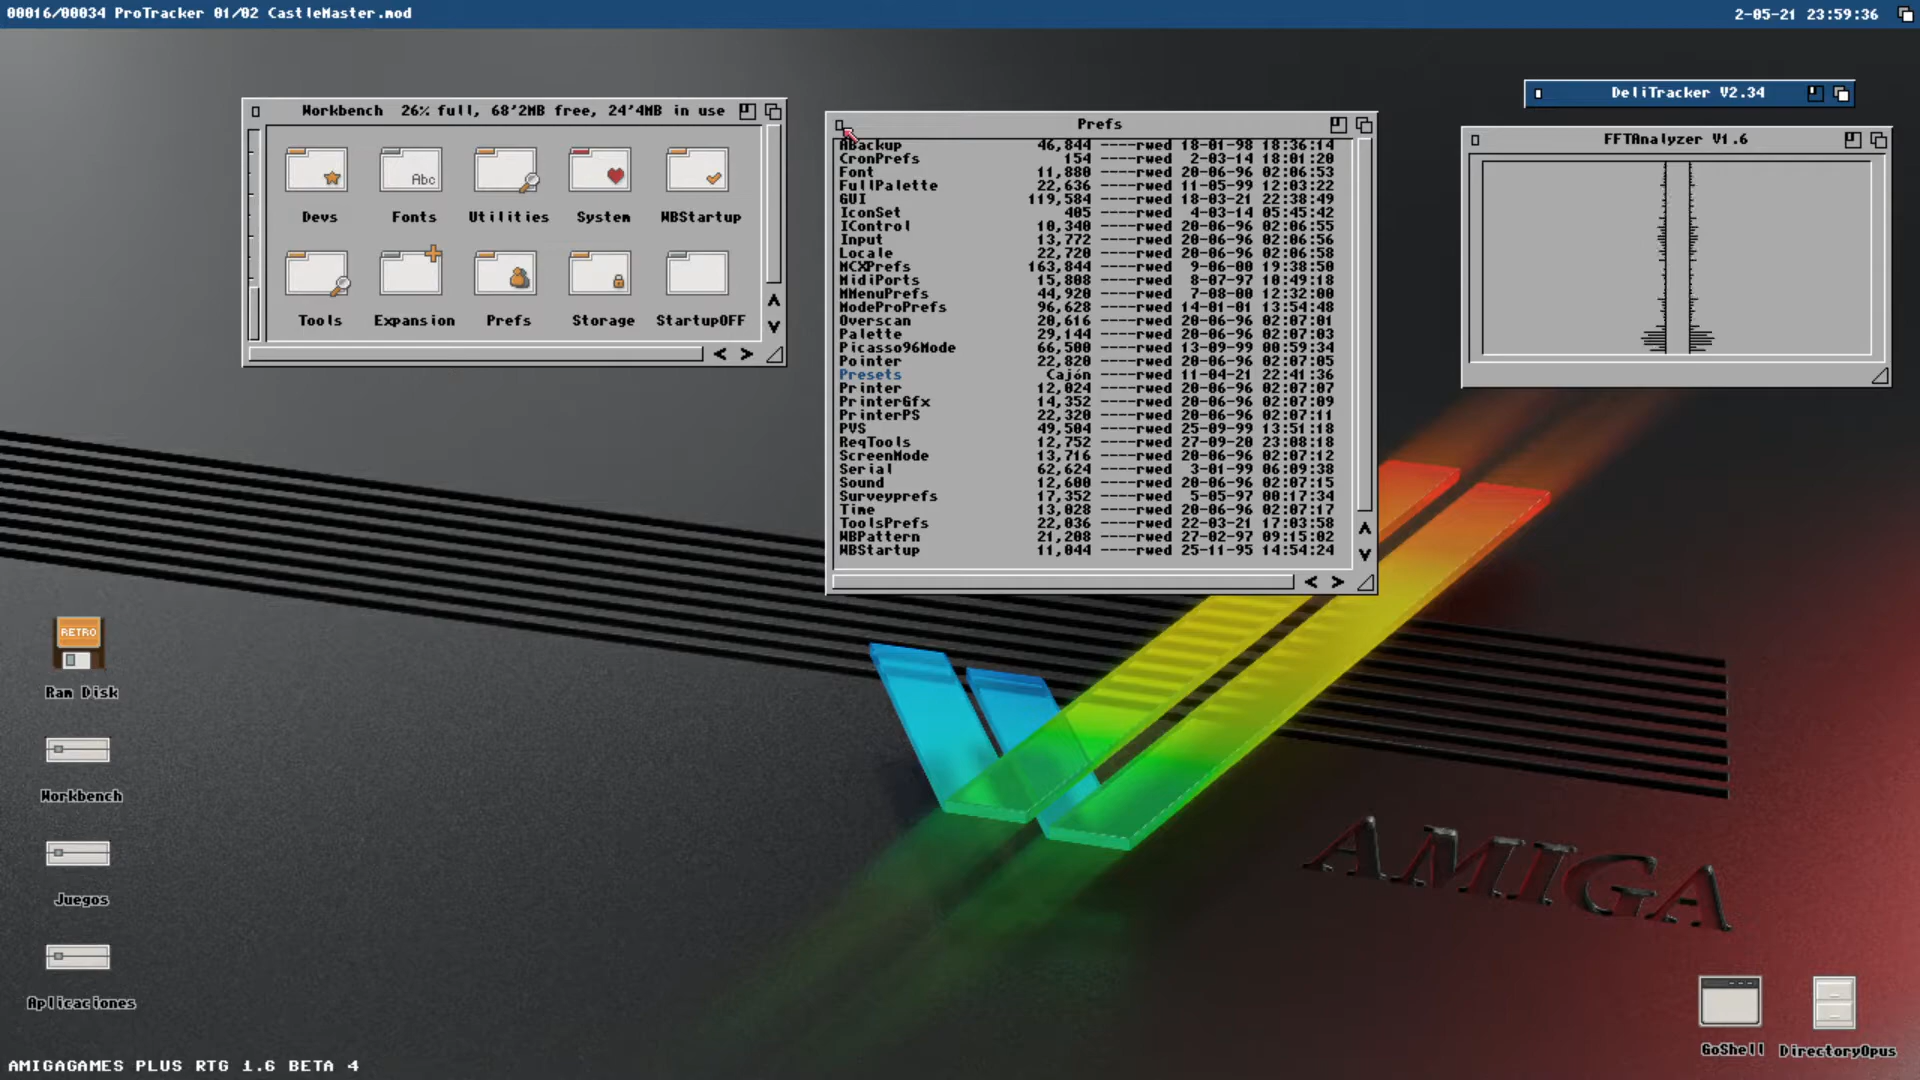 00016/00034 ProTracker 01/02 CastleMaster.mod
2-05-21 23:59:36
Workbench 26% full, 68'2MB free, 24'4MB in use
Devs Fonts Utilities System WBStartup
Abc
Tools Expansion Prefs Storage StartupOFF
Prefs
ABackup 46,844 ----rwed 18-01-98 18:36:14
CronPrefs 154 ----rwed 2-03-14 18:01:20
Font 11,880 ----rwed 20-06-96 02:06:53
FullPalette 22,636 ----rwed 11-05-99 12:03:22
GUI 119,584 ----rwed 18-03-21 22:38:49
IconSet 405 ----rwed 4-03-14 05:45:42
IControl 10,340 ----rwed 20-06-96 02:06:55
Input 13,772 ----rwed 20-06-96 02:06:56
Locale 22,720 ----rwed 20-06-96 02:06:58
MCXPrefs 163,844 ----rwed 9-06-00 19:38:50
MidiPorts 15,808 ----rwed 8-07-97 10:49:18
MMenuPrefs 44,920 ----rwed 7-08-00 12:32:00
ModeProPrefs 96,628 ----rwed 14-01-01 13:54:48
Overscan 20,616 ----rwed 20-06-96 02:07:01
Palette 29,144 ----rwed 20-06-96 02:07:03
Picasso96Mode 66,500 ----rwed 13-09-99 00:59:34
Pointer 22,820 ----rwed 20-06-96 02:07:05
Presets Cajón ----rwed 11-04-21 22:41:36
Printer 12,024 ----rwed 20-06-96 02:07:07
PrinterGfx 14,352 ----rwed 20-06-96 02:07:09
PrinterPS 22,320 ----rwed 20-06-96 02:07:11
PVS 49,504 ----rwed 25-09-99 13:51:18
ReqTools 12,752 ----rwed 27-09-20 23:08:18
ScreenMode 13,716 ----rwed 20-06-96 02:07:12
Serial 62,624 ----rwed 3-01-99 06:09:38
Sound 12,600 ----rwed 20-06-96 02:07:15
Surveyprefs 17,352 ----rwed 5-05-97 00:17:34
Time 13,028 ----rwed 20-06-96 02:07:17
ToolsPrefs 22,036 ----rwed 22-03-21 17:03:58
WBPattern 21,208 ----rwed 27-02-97 09:15:02
WBStartup 11,044 ----rwed 25-11-95 14:54:24
DeliTracker V2.34
FFTAnalyzer V1.6
RETRO
Ram Disk
Workbench
Juegos
Aplicaciones
AMIGA
GoShell DirectoryOpus
AMIGAGAMES PLUS RTG 1.6 BETA 4